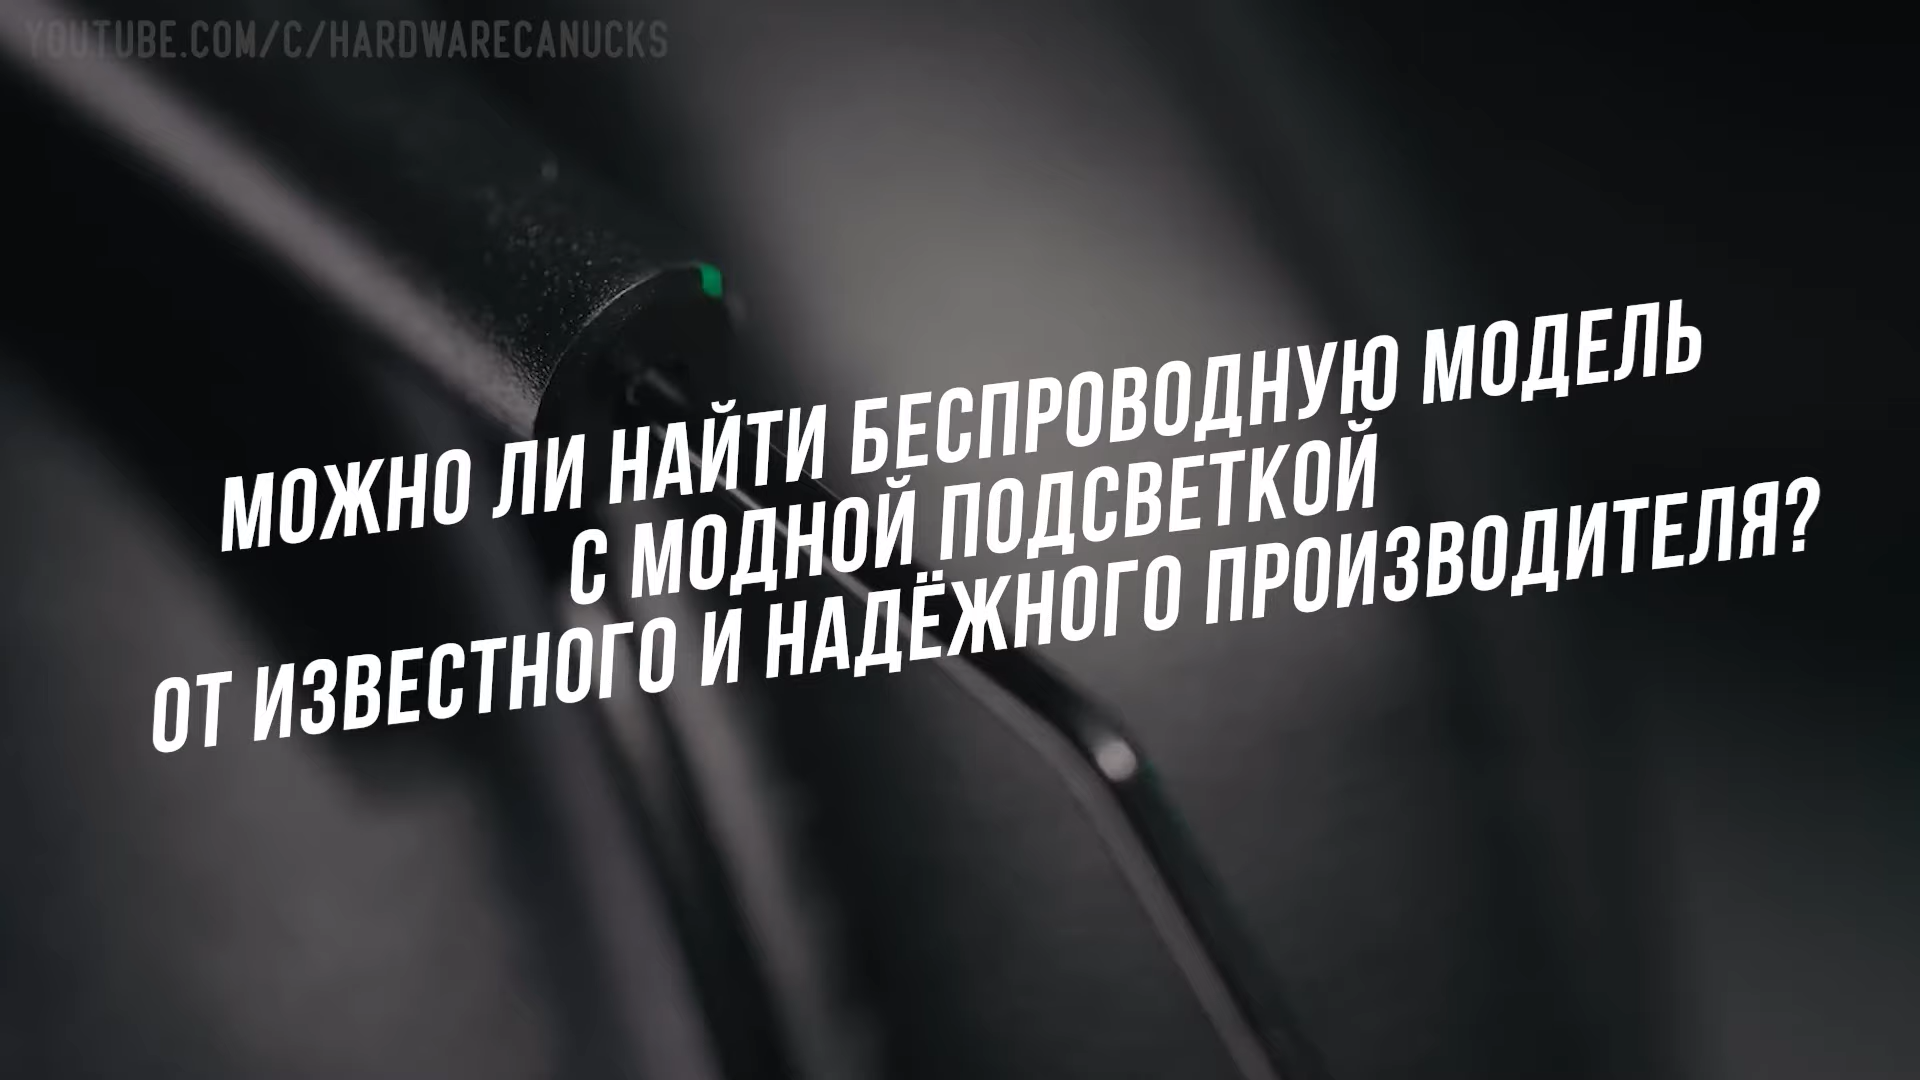 YOUTUBE.COM/C/HARDWARECANUCKS
МОЖНО ЛИ НАЙТИ БЕСПРОВОДНУЮ МОДЕЛЬ
С МОДНОЙ ПОДСВЕТКОЙ
ОТ ИЗВЕСТНОГО И НАДЁЖНОГО ПРОИЗВОДИТЕЛЯ?